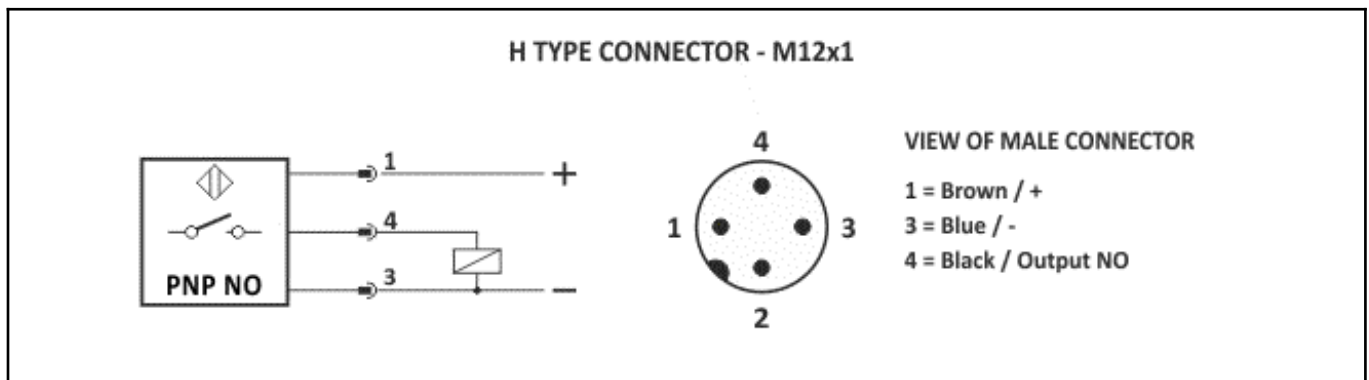 H TYPE CONNECTOR - M12x1
1
+
4
PNP NO
3
−
4
1
3
2
VIEW OF MALE CONNECTOR
1 = Brown / +
3 = Blue / -
4 = Black / Output NO